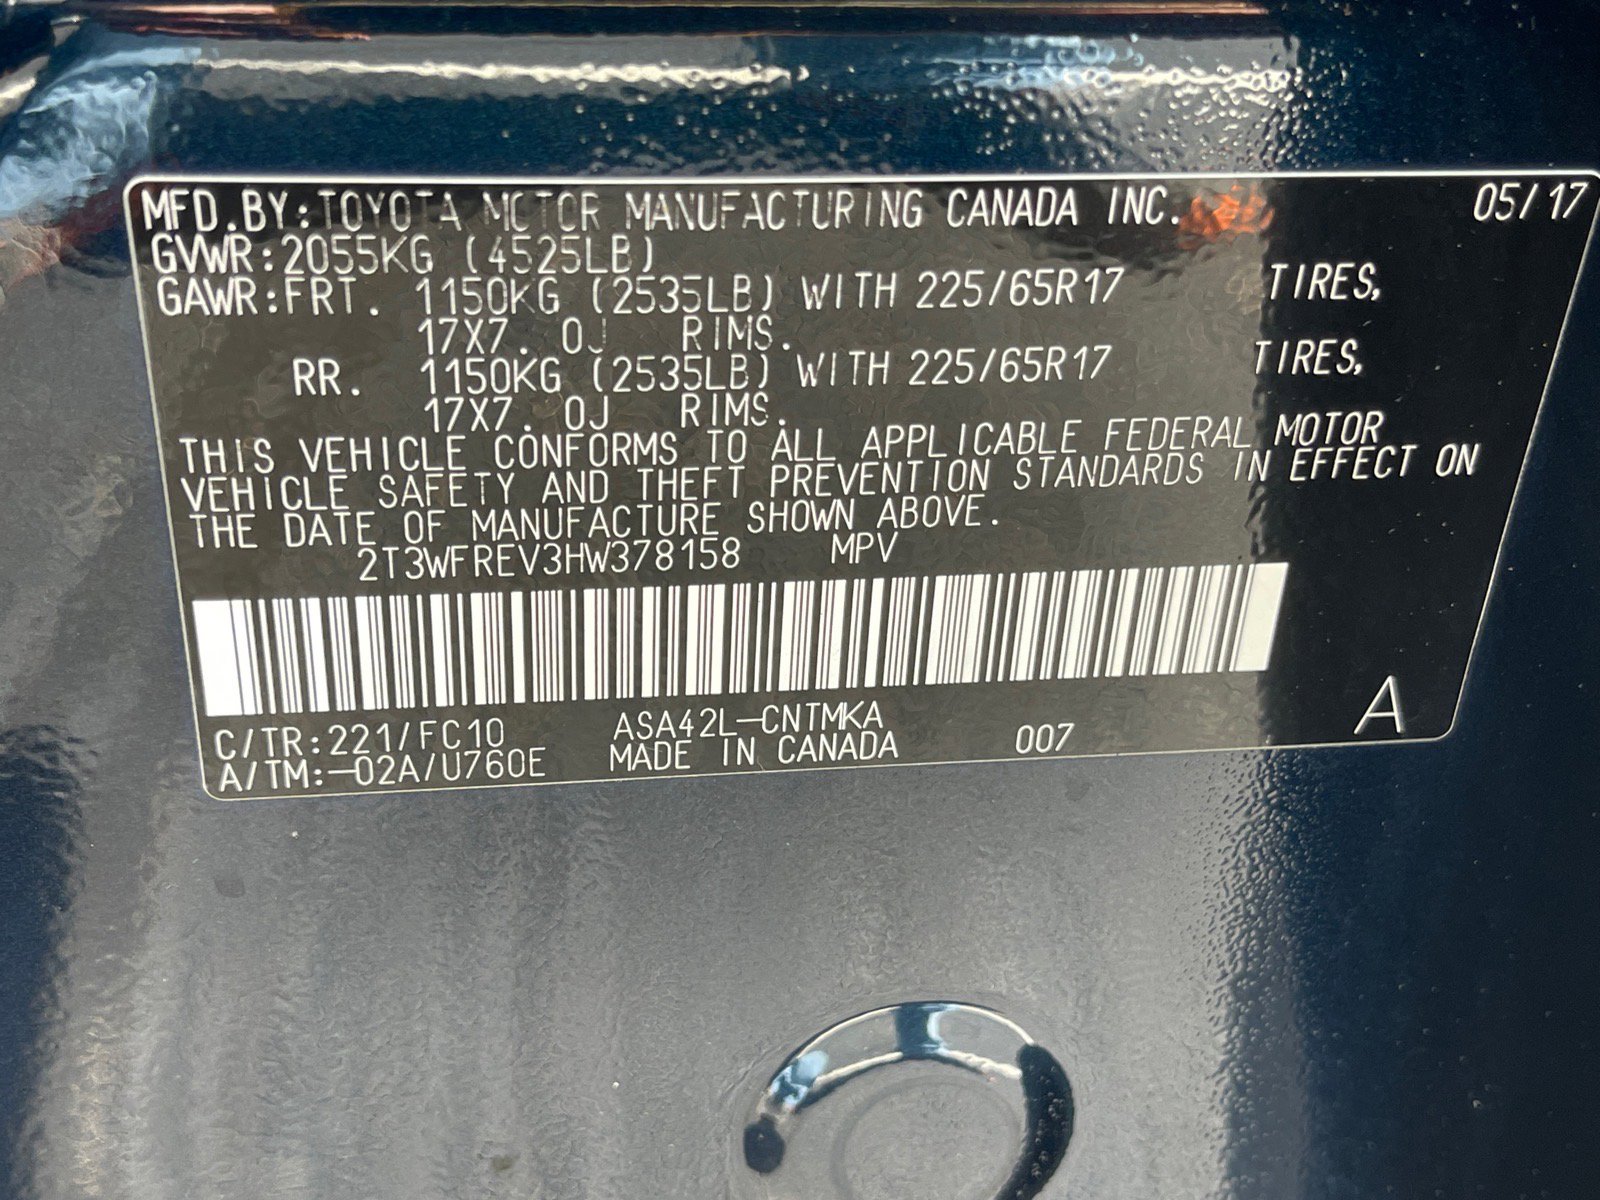 MFD.BY:TOYOTA MOTOR MANUFACTURING CANADA INC. 05/17
GVWR:2055KG (4525LB)
GAWR:FRT. 1150KG (2535LB) WITH 225/65R17 TIRES,
17X7.0J RIMS.
RR. 1150KG (2535LB) WITH 225/65R17 TIRES,
17X7.0J RIMS.
THIS VEHICLE CONFORMS TO ALL APPLICABLE FEDERAL MOTOR
VEHICLE SAFETY AND THEFT PREVENTION STANDARDS IN EFFECT ON
THE DATE OF MANUFACTURE SHOWN ABOVE.
2T3WFREV3HW378158 MPV
C/TR:221/FC10 ASA42L-CNTMKA
A/TM:-02A/U760E MADE IN CANADA 007 A